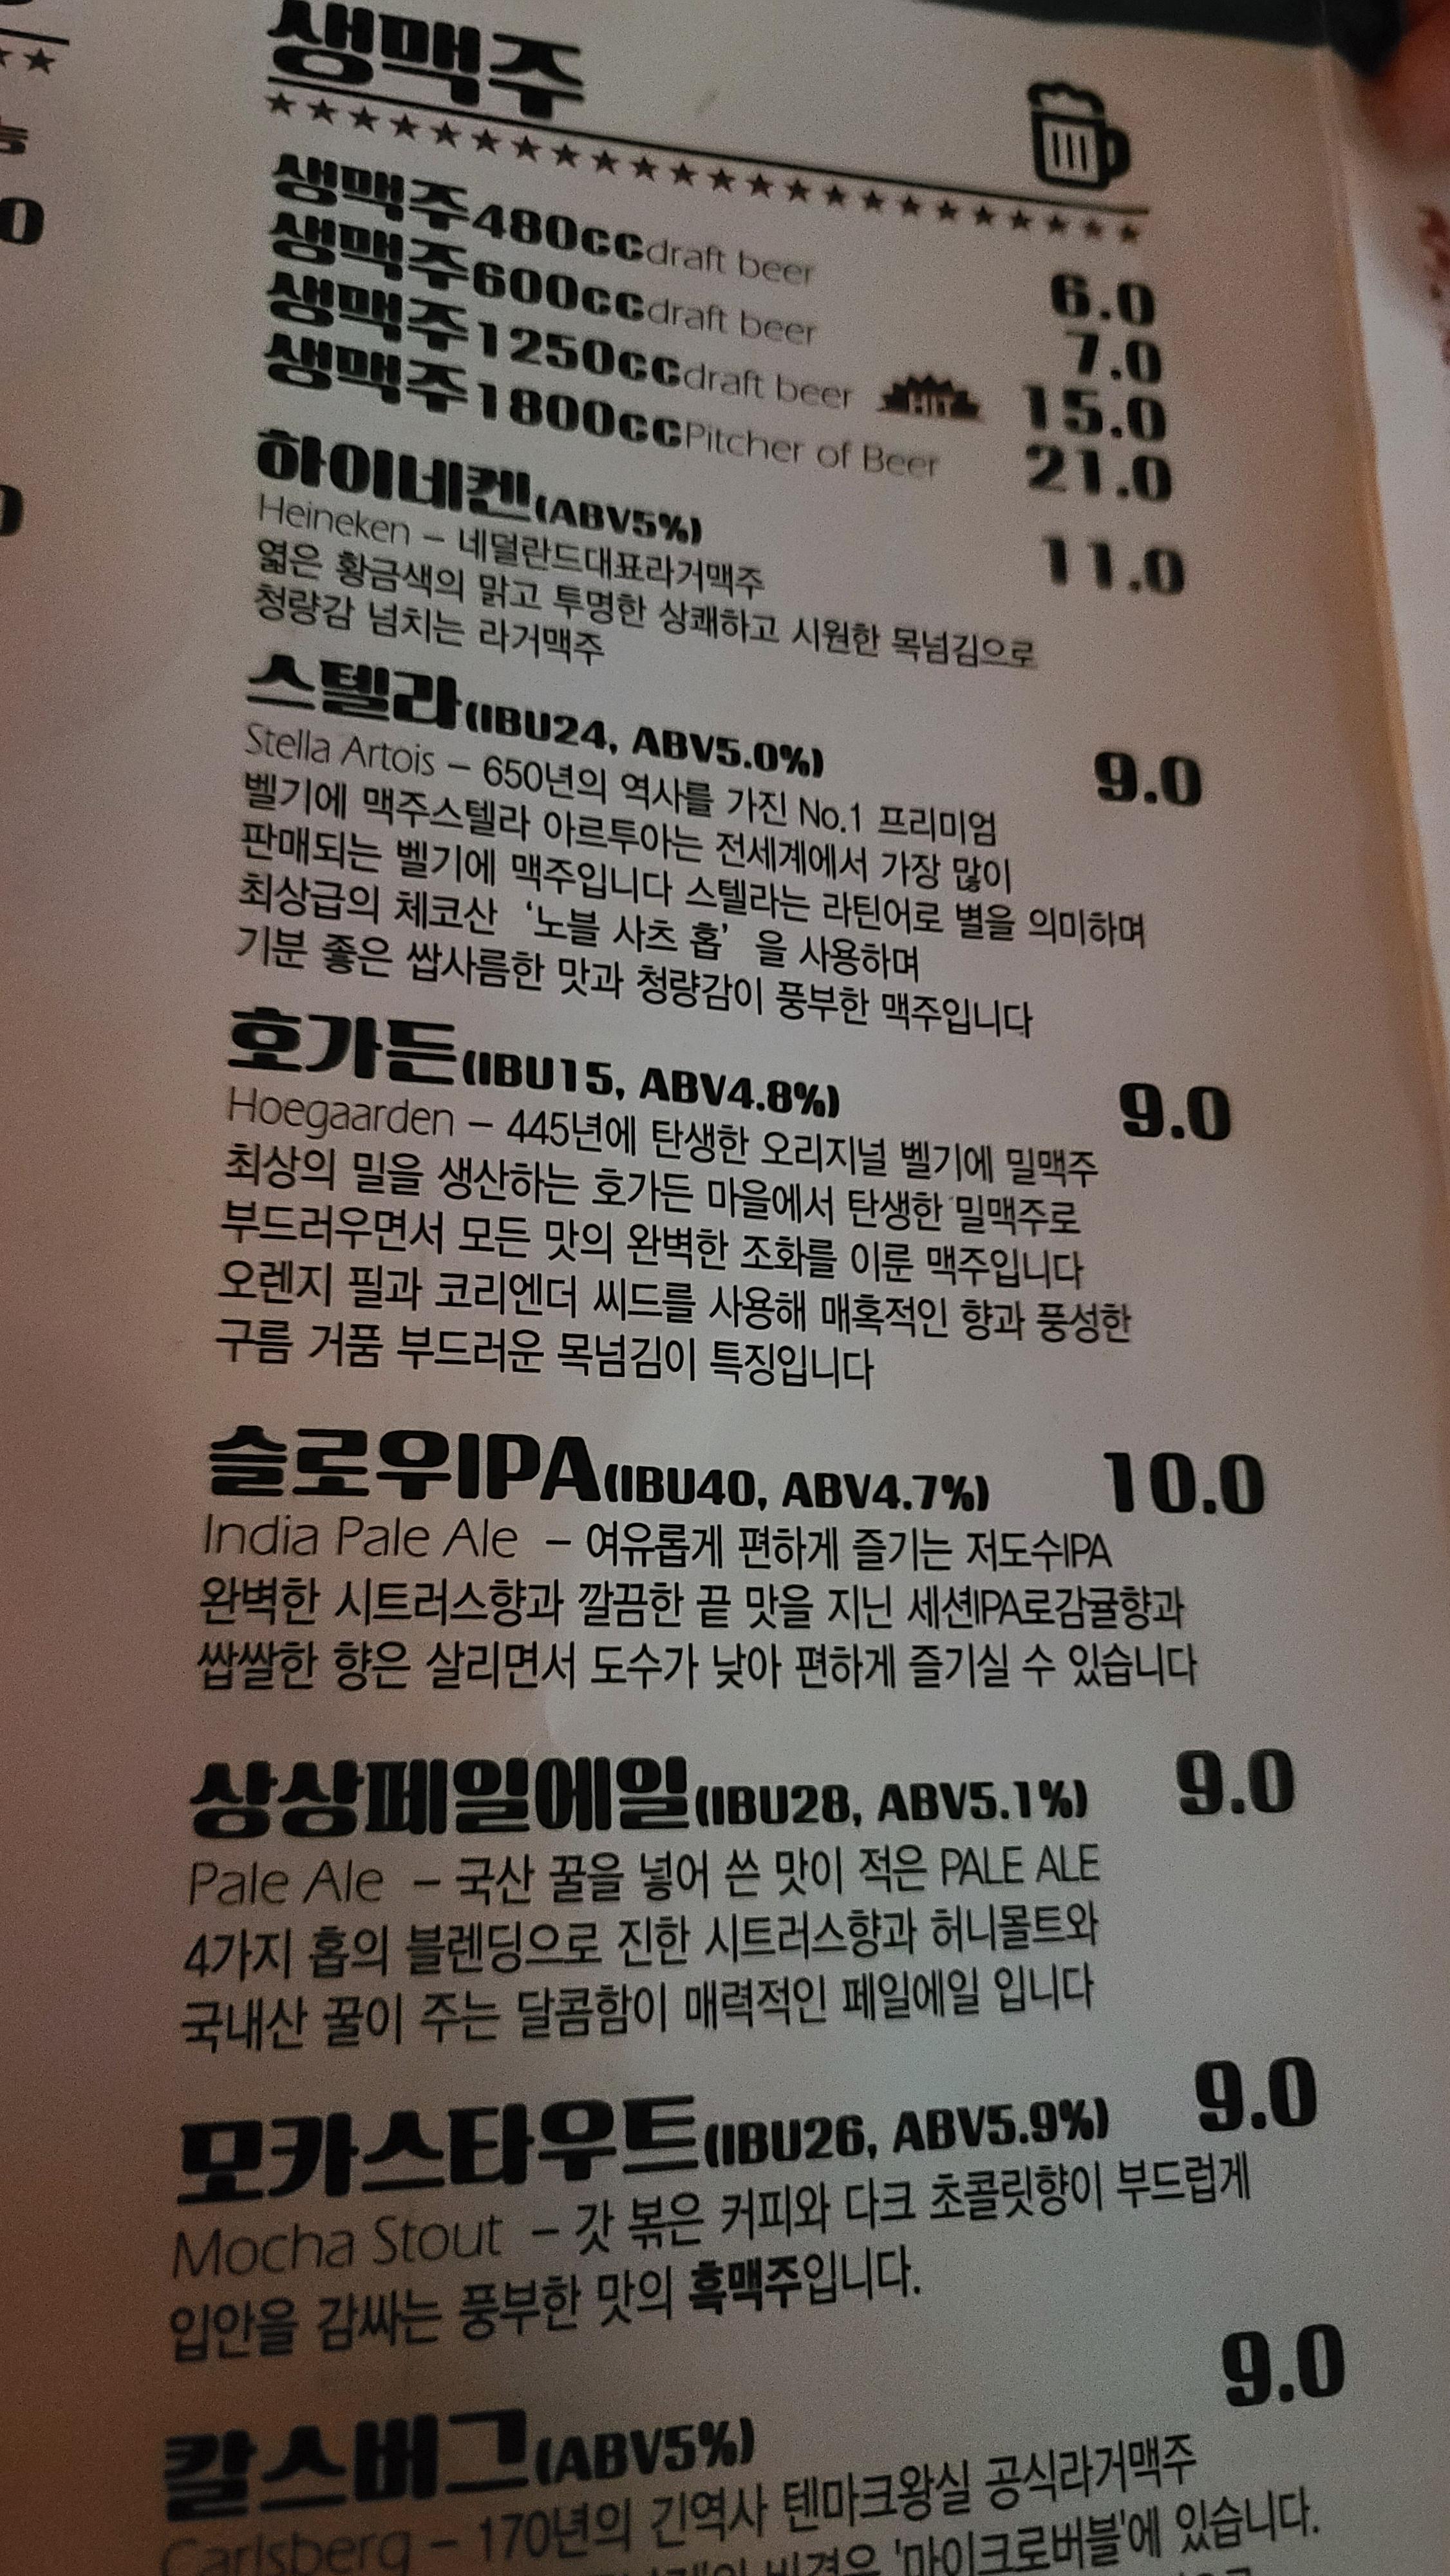 생맥주
생맥주480cc draft beer 6.0
생맥주600cc draft beer 7.0
생맥주1250cc draft beer HIT 15.0
생맥주1800cc Pitcher of Beer 21.0
하이네켄(ABV5%) 11.0
Heineken – 네덜란드대표라거맥주
엷은 황금색의 맑고 투명한 상쾌하고 시원한 목넘김으로
청량감 넘치는 라거맥주
스텔라(IBU24, ABV5.0%) 9.0
Stella Artois – 650년의 역사를 가진 No.1 프리미엄
벨기에 맥주스텔라 아르투아는 전세계에서 가장 많이
판매되는 벨기에 맥주입니다 스텔라는 라틴어로 별을 의미하며
최상급의 체코산 ‘노블 사츠 홉’ 을 사용하며
기분 좋은 쌉사름한 맛과 청량감이 풍부한 맥주입니다
호가든(IBU15, ABV4.8%) 9.0
Hoegaarden – 445년에 탄생한 오리지널 벨기에 밀맥주
최상의 밀을 생산하는 호가든 마을에서 탄생한 밀맥주로
부드러우면서 모든 맛의 완벽한 조화를 이룬 맥주입니다
오렌지 필과 코리엔더 씨드를 사용해 매혹적인 향과 풍성한
구름 거품 부드러운 목넘김이 특징입니다
슬로우IPA(IBU40, ABV4.7%) 10.0
India Pale Ale – 여유롭게 편하게 즐기는 저도수IPA
완벽한 시트러스향과 깔끔한 끝 맛을 지닌 세션IPA로감귤향과
쌉쌀한 향은 살리면서 도수가 낮아 편하게 즐기실 수 있습니다
상상페일에일(IBU28, ABV5.1%) 9.0
Pale Ale – 국산 꿀을 넣어 쓴 맛이 적은 PALE ALE
4가지 홉의 블렌딩으로 진한 시트러스향과 허니몰트와
국내산 꿀이 주는 달콤함이 매력적인 페일에일 입니다
모카스타우트(IBU26, ABV5.9%) 9.0
Mocha Stout – 갓 볶은 커피와 다크 초콜릿향이 부드럽게
입안을 감싸는 풍부한 맛의 흑맥주입니다.
칼스버그(ABV5%) 9.0
Carlsberg – 170년의 긴역사 텐마크왕실 공식라거맥주
비결은 '마이크로버블'에 있습니다.